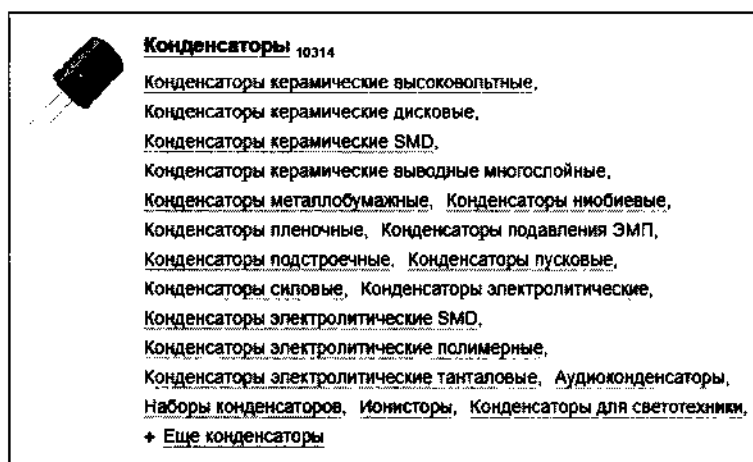 Конденсаторы 10314
Конденсаторы керамические высоковольтные,
Конденсаторы керамические дисковые,
Конденсаторы керамические SMD,
Конденсаторы керамические выводные многослойные,
Конденсаторы металлобумажные, Конденсаторы ниобиевые,
Конденсаторы пленочные, Конденсаторы подавления ЭМП,
Конденсаторы подстроечные, Конденсаторы пусковые,
Конденсаторы силовые, Конденсаторы электролитические,
Конденсаторы электролитические SMD,
Конденсаторы электролитические полимерные,
Конденсаторы электролитические танталовые, Аудиоконденсаторы,
Наборы конденсаторов, Ионисторы, Конденсаторы для светотехники,
+ Еще конденсаторы